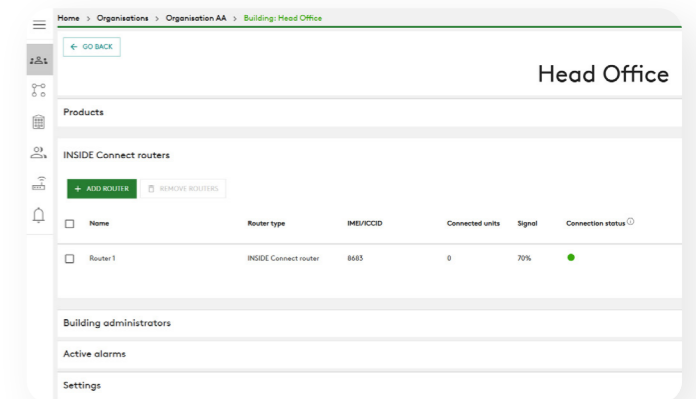 Home > Organisations > Organisation AA > Building: Head Office
← GO BACK
Head Office
Products
INSIDE Connect routers
+ ADD ROUTER REMOVE ROUTERS
Name Router type IMEI/ICCID Connected units Signal Connection status
Router 1 INSIDE Connect router 8683 0 70%
Building administrators
Active alarms
Settings